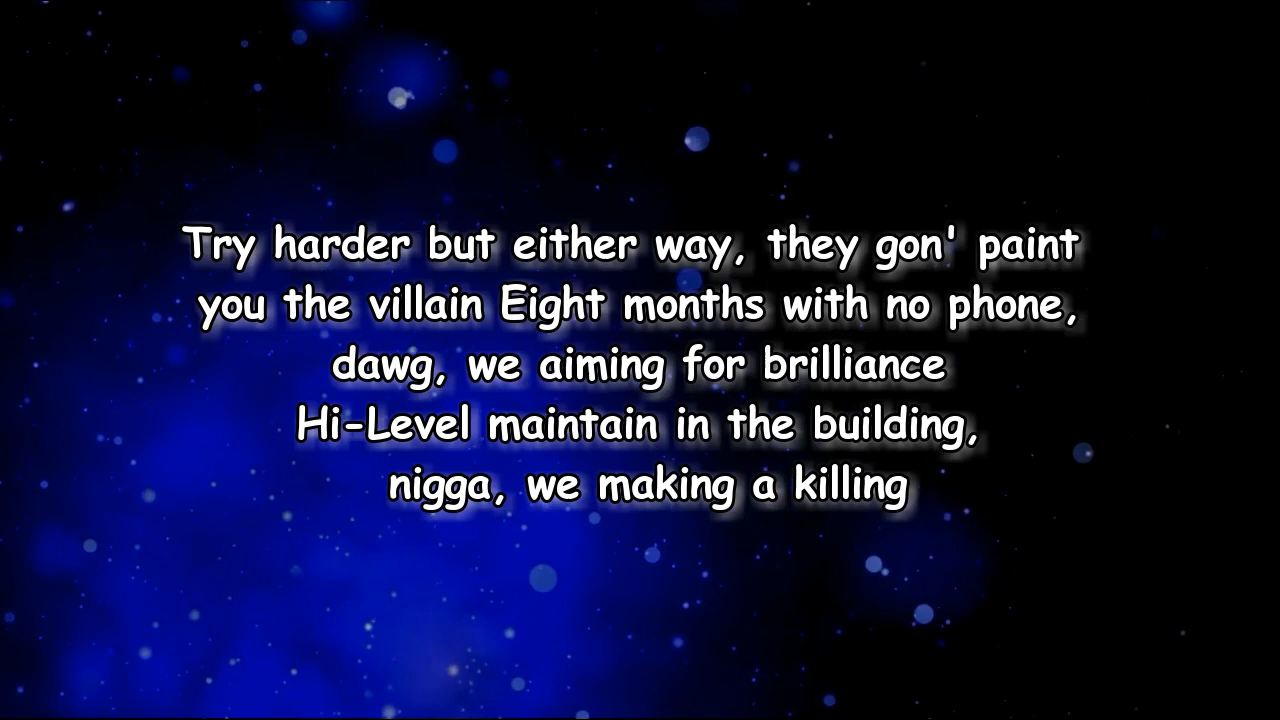 Try harder but either way, they gon' paint
you the villain Eight months with no phone,
dawg, we aiming for brilliance
Hi-Level maintain in the building,
nigga, we making a killing